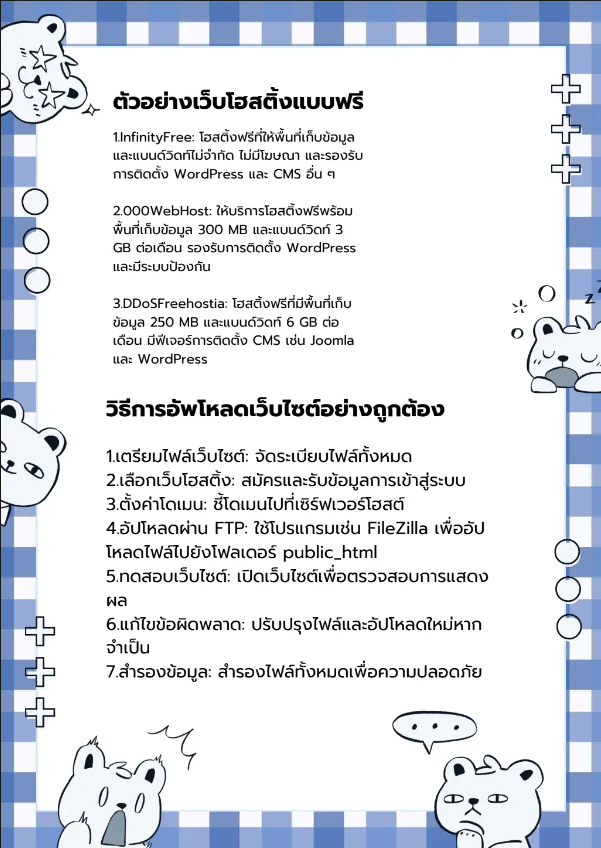 ตัวอย่างเว็บโฮสติ้งแบบฟรี
1.InfinityFree: โฮสติ้งฟรีที่ให้พื้นที่เก็บข้อมูล
และแบนด์วิดท์ไม่จำกัด ไม่มีโฆษณา และรองรับ
การติดตั้ง WordPress และ CMS อื่น ๆ
2.000WebHost: ให้บริการโฮสติ้งฟรีพร้อม
พื้นที่เก็บข้อมูล 300 MB และแบนด์วิดท์ 3
GB ต่อเดือน รองรับการติดตั้ง WordPress
และมีระบบป้องกัน
3.DDoSFreehostia: โฮสติ้งฟรีที่มีพื้นที่เก็บ
ข้อมูล 250 MB และแบนด์วิดท์ 6 GB ต่อ
เดือน มีฟีเจอร์การติดตั้ง CMS เช่น Joomla
และ WordPress
z z
วิธีการอัพโหลดเว็บไซต์อย่างถูกต้อง
1.เตรียมไฟล์เว็บไซต์: จัดระเบียบไฟล์ทั้งหมด
2.เลือกเว็บโฮสติ้ง: สมัครและรับข้อมูลการเข้าสู่ระบบ
3.ตั้งค่าโดเมน: ชี้โดเมนไปที่เซิร์ฟเวอร์โฮสต์
4.อัปโหลดผ่าน FTP: ใช้โปรแกรมเช่น FileZilla เพื่ออัป
โหลดไฟล์ไปยังโฟลเดอร์ public_html
5.ทดสอบเว็บไซต์: เปิดเว็บไซต์เพื่อตรวจสอบการแสดง
ผล
6.แก้ไขข้อผิดพลาด: ปรับปรุงไฟล์และอัปโหลดใหม่หาก
จำเป็น
7.สำรองข้อมูล: สำรองไฟล์ทั้งหมดเพื่อความปลอดภัย